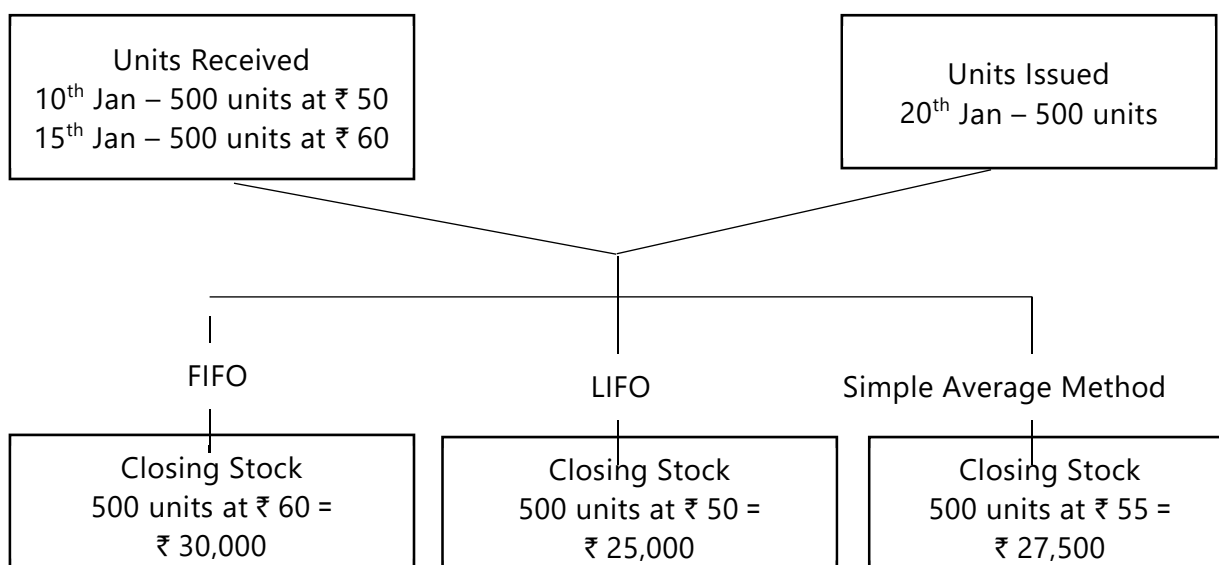 Units Received
10th Jan – 500 units at ₹ 50
15th Jan – 500 units at ₹ 60
Units Issued
20th Jan – 500 units
FIFO
LIFO
Simple Average Method
Closing Stock
500 units at ₹ 60 =
₹ 30,000
Closing Stock
500 units at ₹ 50 =
₹ 25,000
Closing Stock
500 units at ₹ 55 =
₹ 27,500